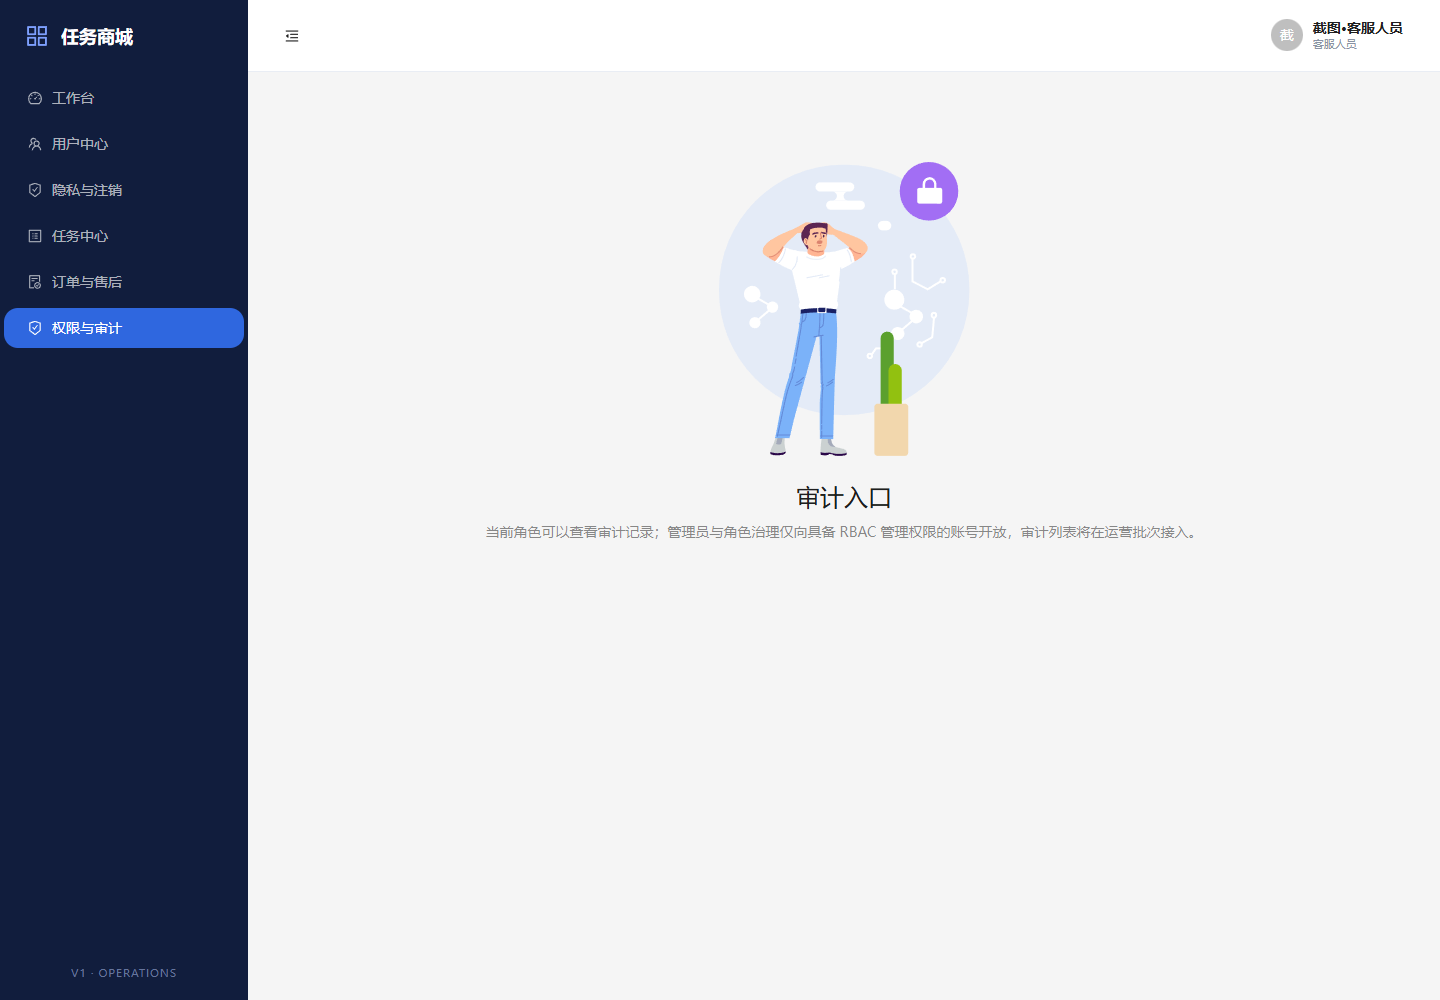 任务商城
工作台
用户中心
隐私与注销
任务中心
订单与售后
权限与审计
V1 · OPERATIONS
截
截图•客服人员
客服人员
审计入口
当前角色可以查看审计记录；管理员与角色治理仅向具备 RBAC 管理权限的账号开放，审计列表将在运营批次接入。